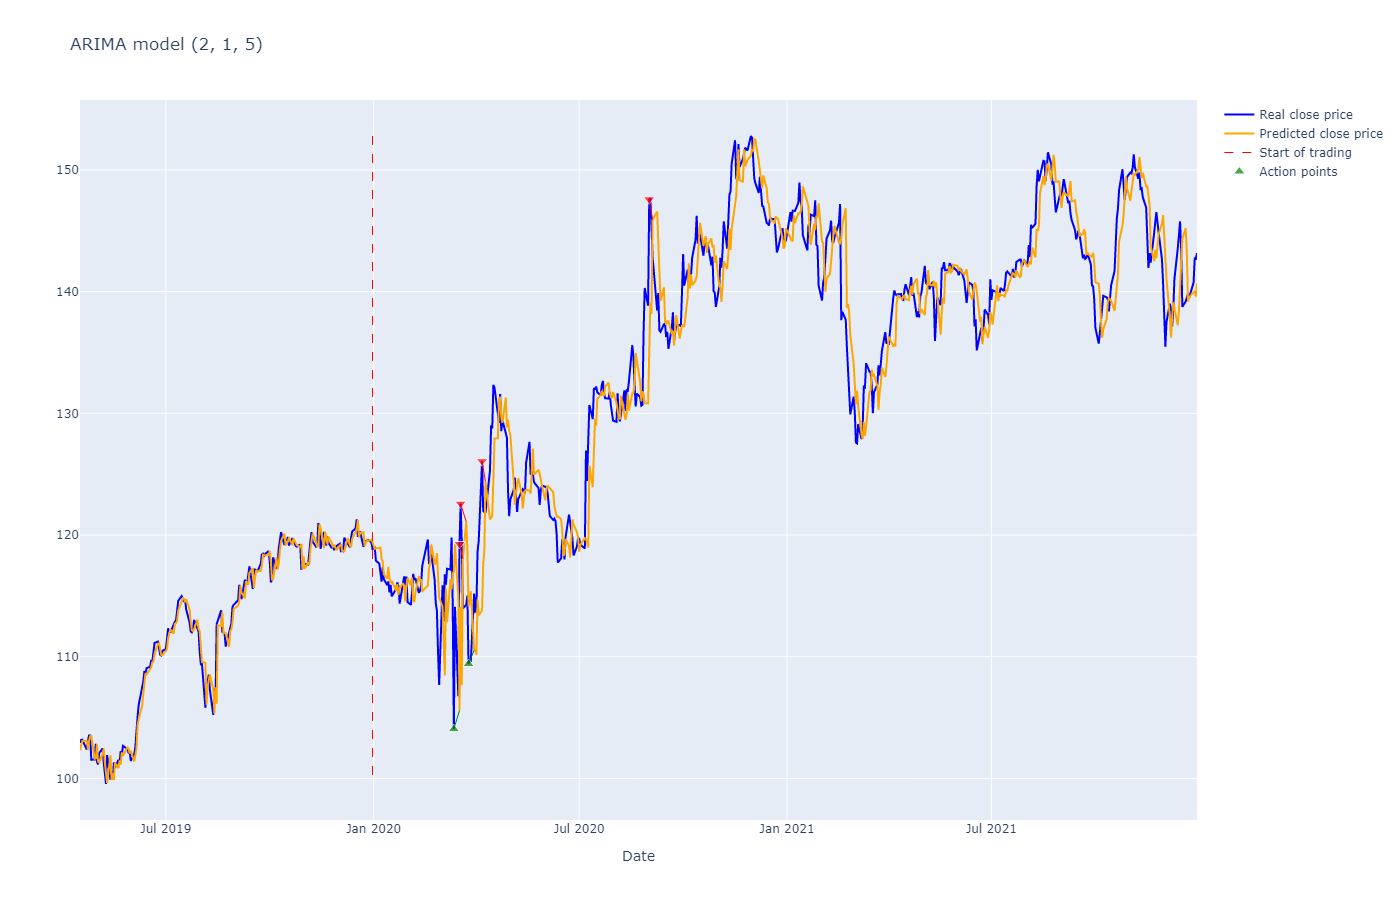 ARIMA model (2, 1, 5)
Real close price
Predicted close price
Start of trading
Action points
150
140
130
120
110
100
Jul 2019
Jan 2020
Jul 2020
Jan 2021
Jul 2021
Date